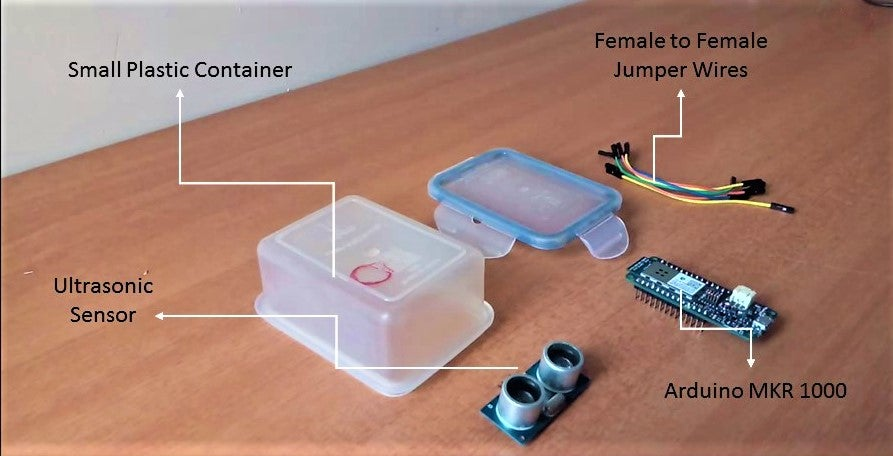 Small Plastic Container
Female to Female
Jumper Wires
Ultrasonic
Sensor
Arduino MKR 1000